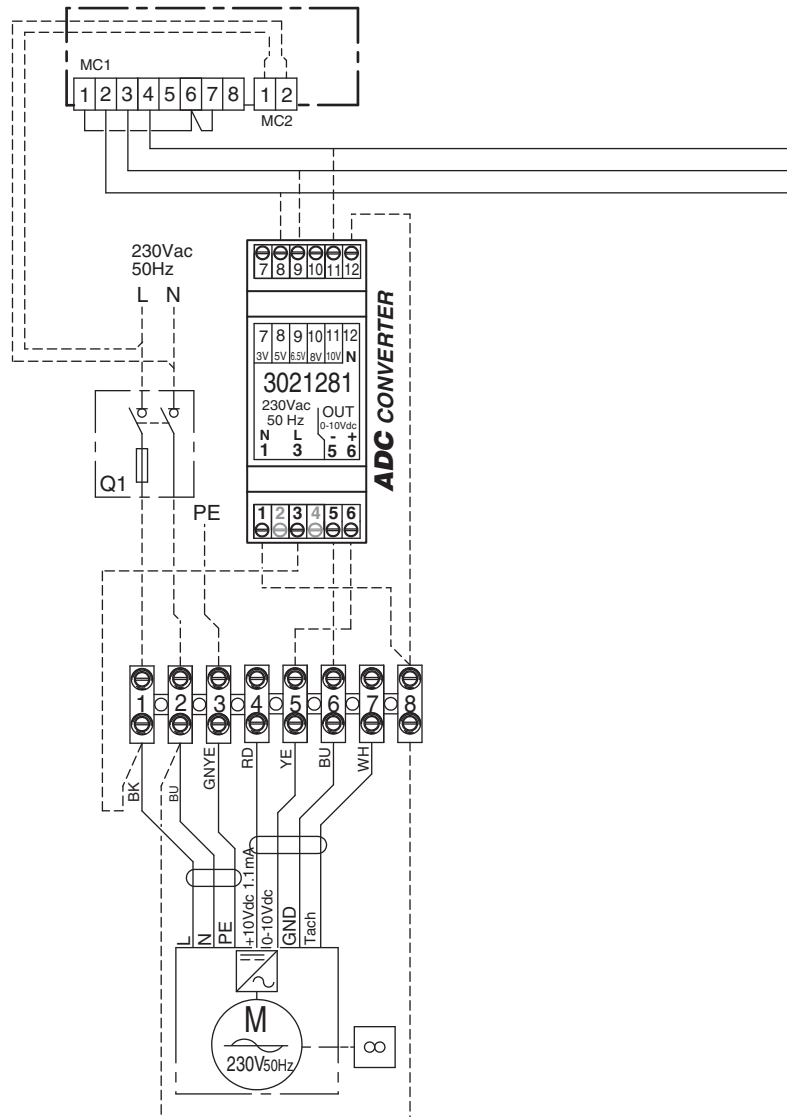 MC1
1 2 3 4 5 6 7 8
1 2
MC2
230Vac
50Hz
L N
7 8 9 10 11 12
7 8 9 10 11 12
3V 5V 6.5V 8V 10V N
3021281
230Vac
50 Hz
OUT
0-10Vdc
N L - +
1 3 5 6
ADC CONVERTER
Q1
PE
1 2 3 4 5 6
1 2 3 4 5 6 7 8
BK
BU
GNYE
RD
YE
BU
WH
L
N
PE
+10Vdc 1.1mA
0-10Vdc
GND
Tach
M
230V50Hz
8